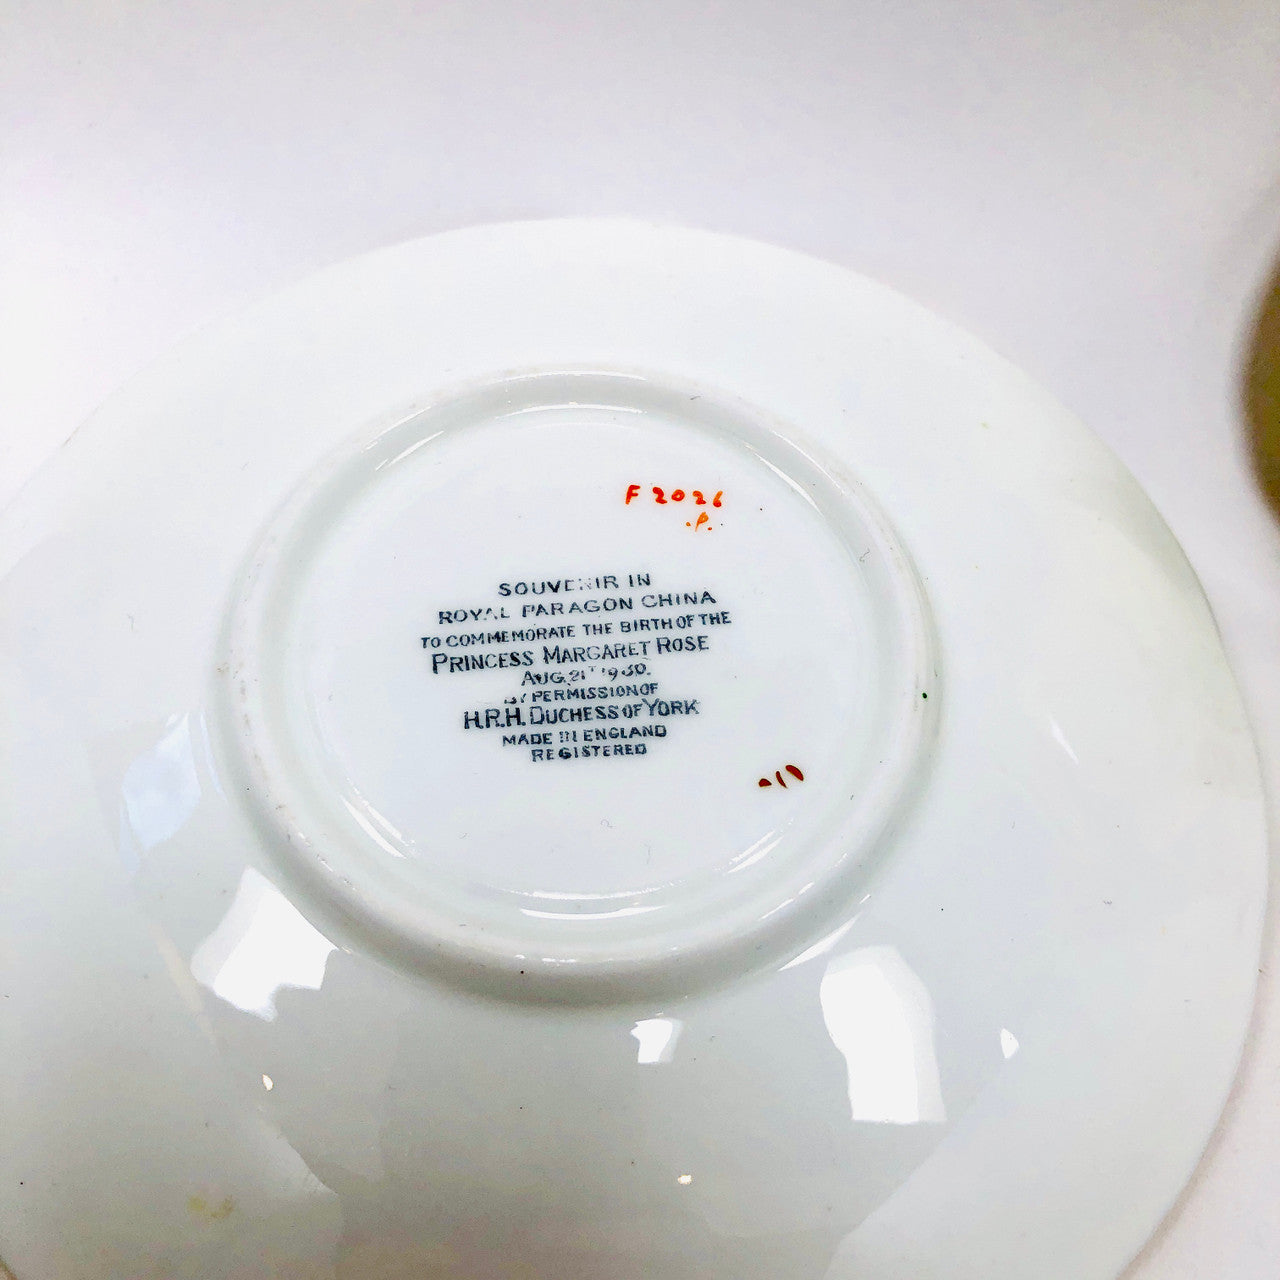 F 2026
.P.
SOUVENIR IN
ROYAL PARAGON CHINA
TO COMMEMORATE THE BIRTH OF THE
PRINCESS MARGARET ROSE
AUG. 21ST 1930.
BY PERMISSION OF
H.R.H. DUCHESS OF YORK
MADE IN ENGLAND
REGISTERED